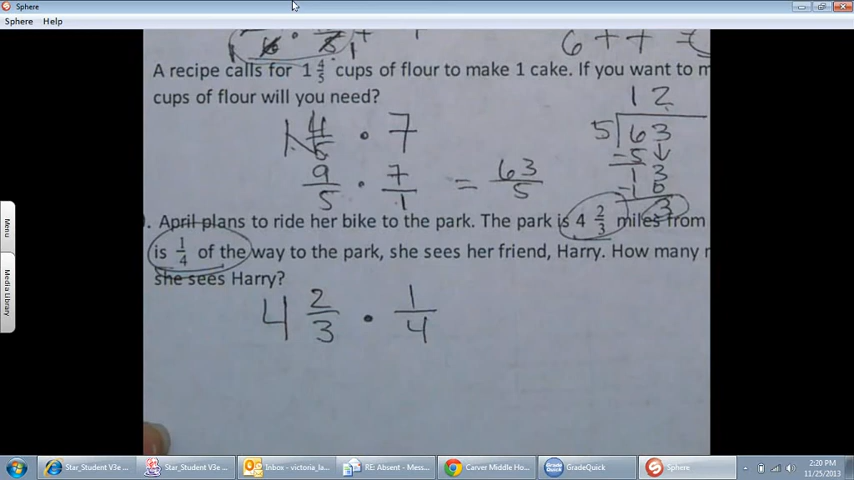 Sphere
Sphere Help
6 + 7 =
A recipe calls for 1 4/5 cups of flour to make 1 cake. If you want to m
cups of flour will you need?
1 4/5 · 7
9/5 · 7/1 = 63/5
12
5 63
-5
13
-10
3
. April plans to ride her bike to the park. The park is 4 2/3 miles from
is 1/4 of the way to the park, she sees her friend, Harry. How many
she sees Harry?
4 2/3 · 1/4
Menu
Media Library
Star_Student V3e
Star_Student V3e
Inbox - victoria_la...
RE: Absent - Mess...
Carver Middle Ho...
GradeQuick
Sphere
2:20 PM
11/25/2013